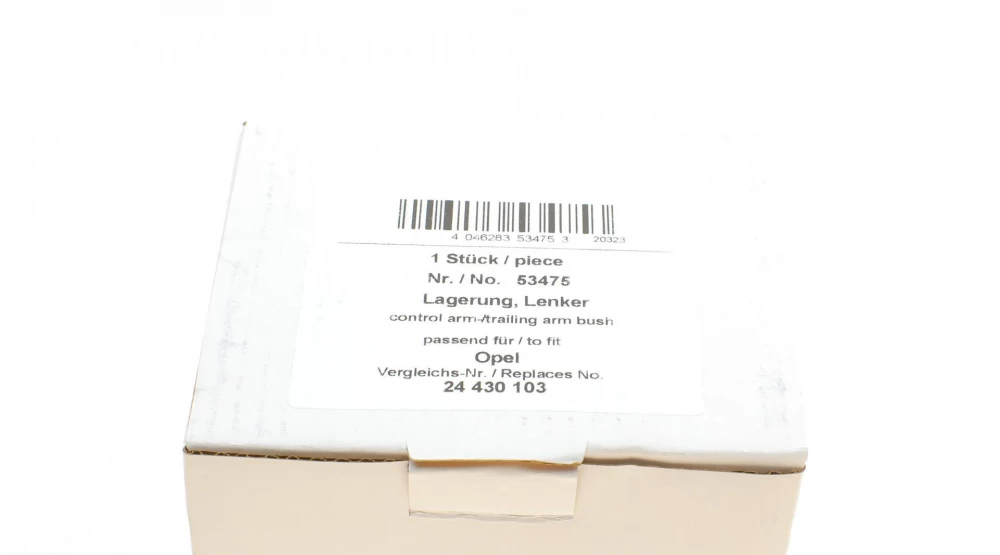 4 046283 53475 3 20323
1 Stück / piece
Nr. / No. 53475
Lagerung, Lenker
control arm-/trailing arm bush
passend für / to fit
Opel
Vergleichs-Nr. / Replaces No.
24 430 103